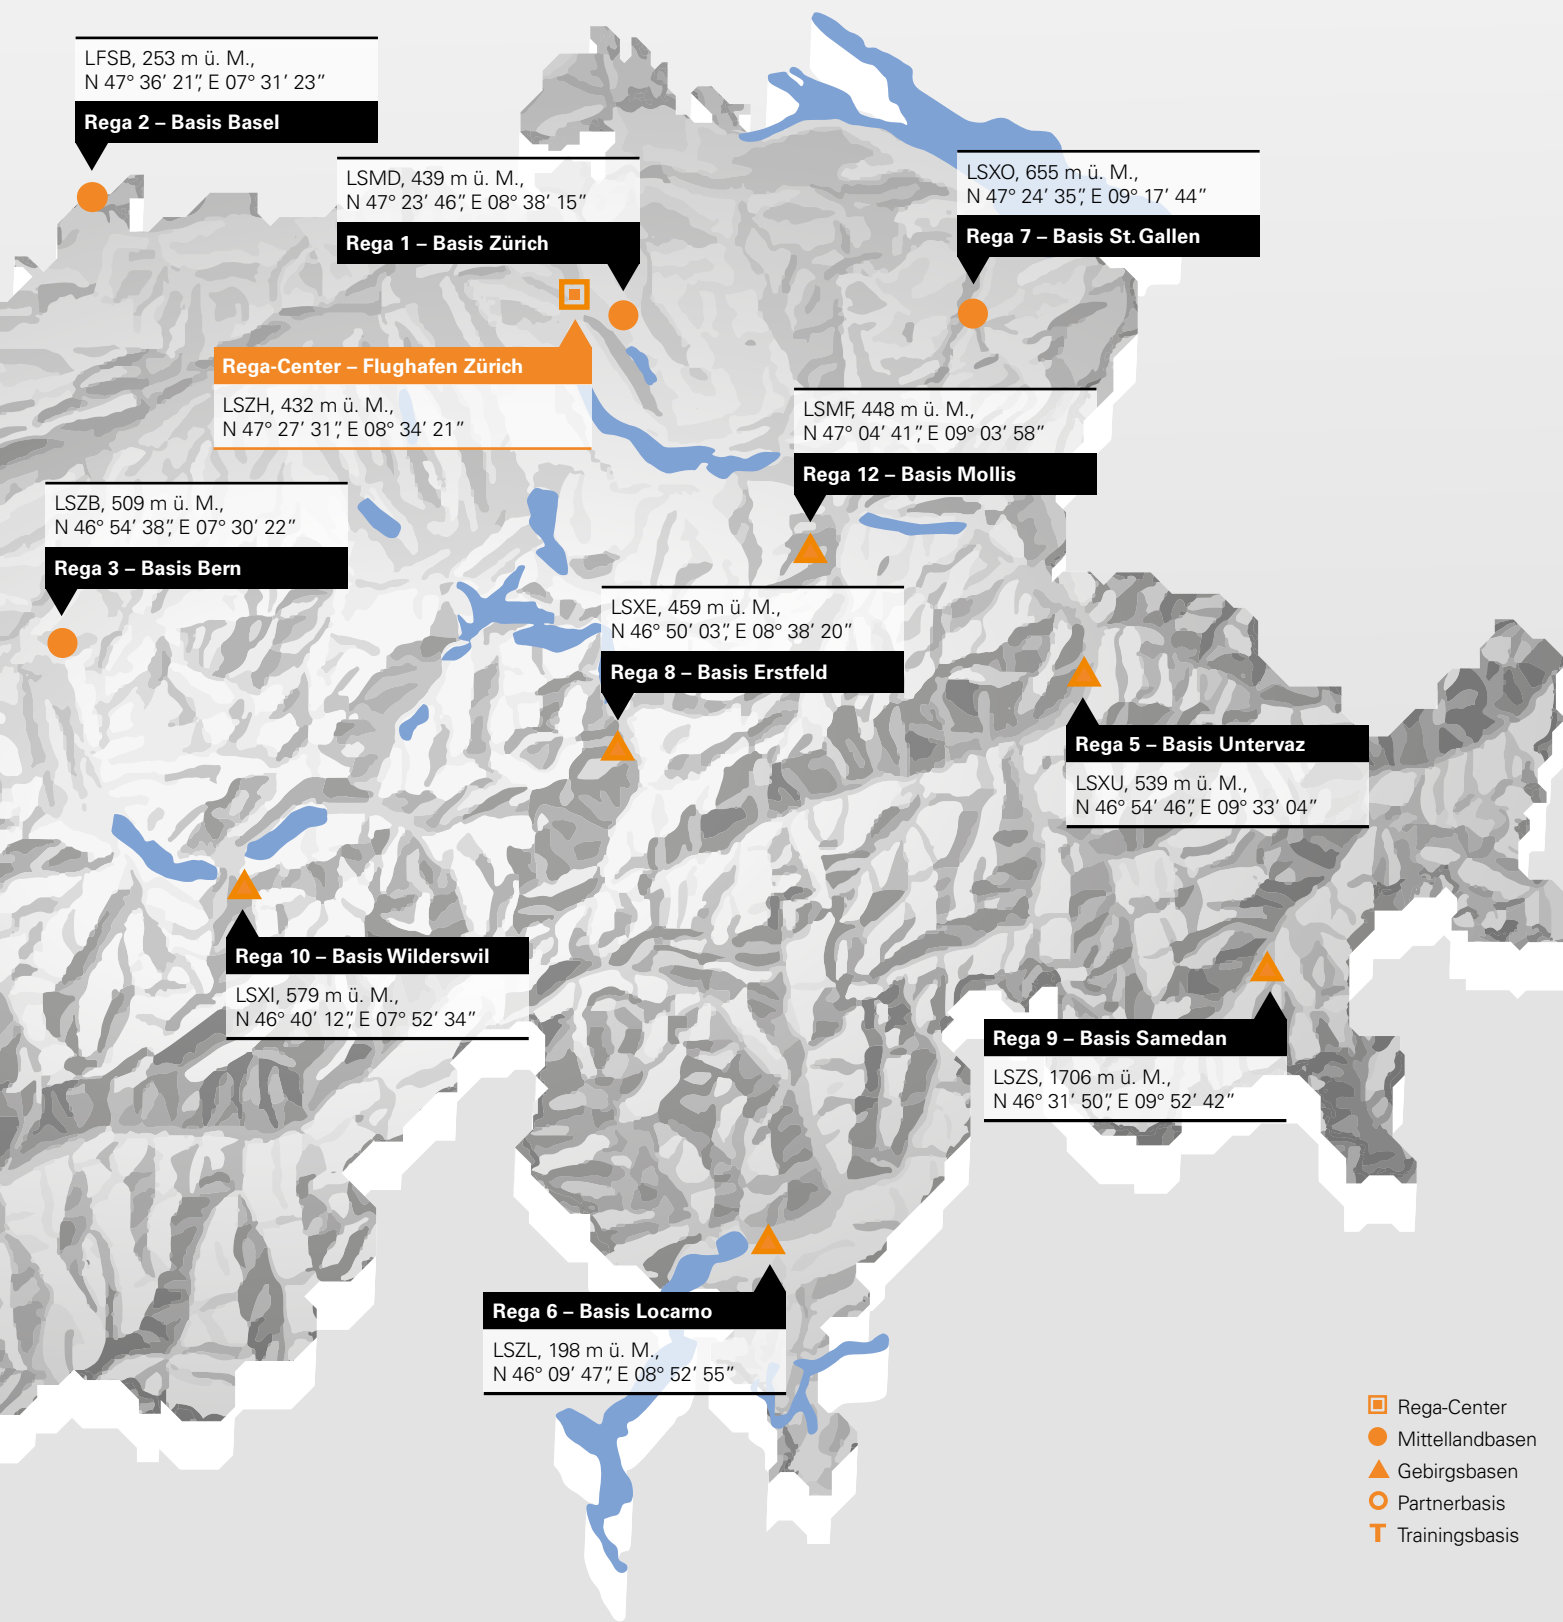 LFSB, 253 m ü. M.,
N 47° 36′ 21″, E 07° 31′ 23″
Rega 2 – Basis Basel
LSMD, 439 m ü. M.,
N 47° 23′ 46″, E 08° 38′ 15″
Rega 1 – Basis Zürich
LSXO, 655 m ü. M.,
N 47° 24′ 35″, E 09° 17′ 44″
Rega 7 – Basis St. Gallen
Rega-Center – Flughafen Zürich
LSZH, 432 m ü. M.,
N 47° 27′ 31″, E 08° 34′ 21″
LSMF, 448 m ü. M.,
N 47° 04′ 41″, E 09° 03′ 58″
Rega 12 – Basis Mollis
LSZB, 509 m ü. M.,
N 46° 54′ 38″, E 07° 30′ 22″
Rega 3 – Basis Bern
LSXE, 459 m ü. M.,
N 46° 50′ 03″, E 08° 38′ 20″
Rega 8 – Basis Erstfeld
Rega 5 – Basis Untervaz
LSXU, 539 m ü. M.,
N 46° 54′ 46″, E 09° 33′ 04″
Rega 10 – Basis Wilderswil
LSXI, 579 m ü. M.,
N 46° 40′ 12″, E 07° 52′ 34″
Rega 9 – Basis Samedan
LSZS, 1706 m ü. M.,
N 46° 31′ 50″, E 09° 52′ 42″
Rega 6 – Basis Locarno
LSZL, 198 m ü. M.,
N 46° 09′ 47″, E 08° 52′ 55″
Rega-Center
Mittellandbasen
Gebirgsbasen
Partnerbasis
T Trainingsbasis